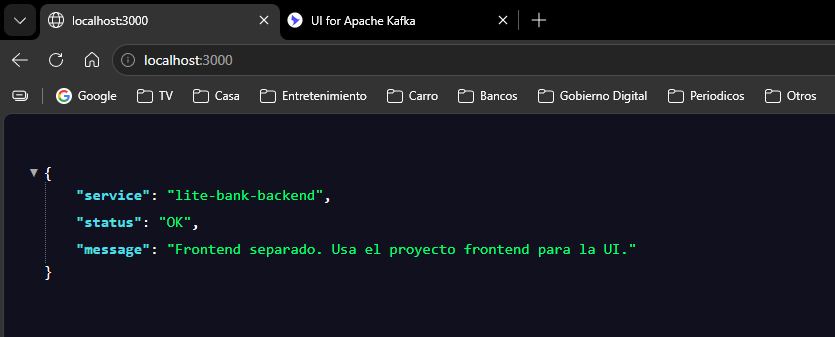 localhost:3000
UI for Apache Kafka
localhost:3000
Google TV Casa Entretenimiento Carro Bancos Gobierno Digital Periodicos Otros
{
"service": "lite-bank-backend",
"status": "OK",
"message": "Frontend separado. Usa el proyecto frontend para la UI."
}